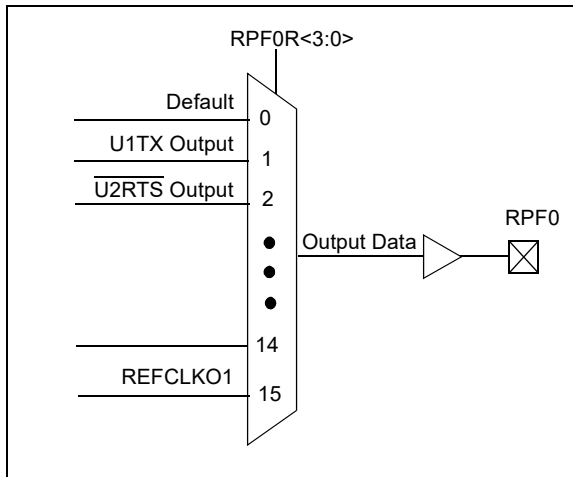 RPF0R<3:0>
Default
0
U1TX Output
1
U2RTS Output
2
RPF0
Output Data
14
REFCLKO1
15